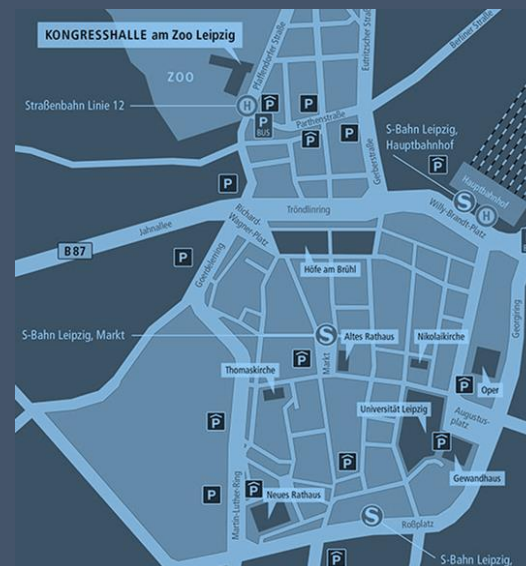 KONGRESSHALLE am Zoo Leipzig
ZOO
Pfaffendorfer Straße
Eutritzscher Straße
Berliner Straße
Straßenbahn Linie 12
H
P
P
P
BUS
Parthenstraße
P
P
S-Bahn Leipzig,
Hauptbahnhof
P
Gerberstraße
Hauptbahnhof
P
S
H
Willy-Brandt-Platz
Tröndlinring
Richard-
Wagner-Platz
Jahnallee
B 87
P
Goerdelerring
Höfe am Brühl
Georgiring
S-Bahn Leipzig, Markt
S
Altes Rathaus
Nikolaikirche
Markt
P
Thomaskirche
P
Oper
Universität Leipzig
Augustus-
platz
P
P
P
Gewandhaus
Martin-Luther-Ring
P
P
Neues Rathaus
S
Roßplatz
P
S-Bahn Leipzig,